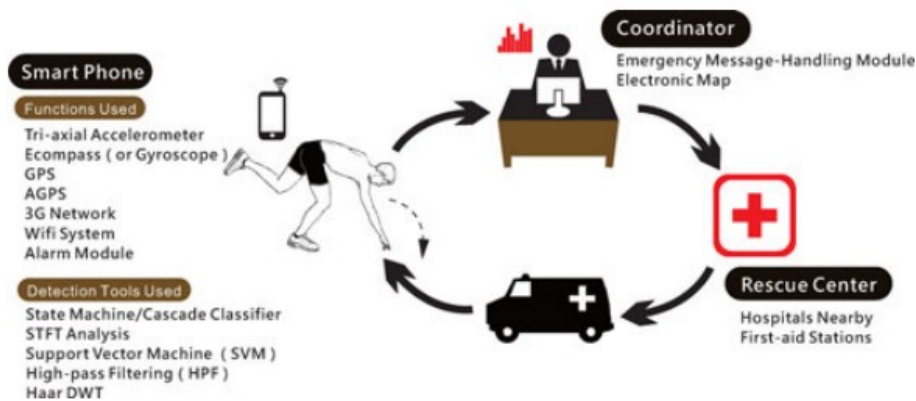 Smart Phone
Functions Used
Tri-axial Accelerometer
Ecompass ( or Gyroscope )
GPS
AGPS
3G Network
Wifi System
Alarm Module
Detection Tools Used
State Machine/Cascade Classifier
STFT Analysis
Support Vector Machine ( SVM )
High-pass Filtering ( HPF )
Haar DWT
Coordinator
Emergency Message-Handling Module
Electronic Map
Rescue Center
Hospitals Nearby
First-aid Stations